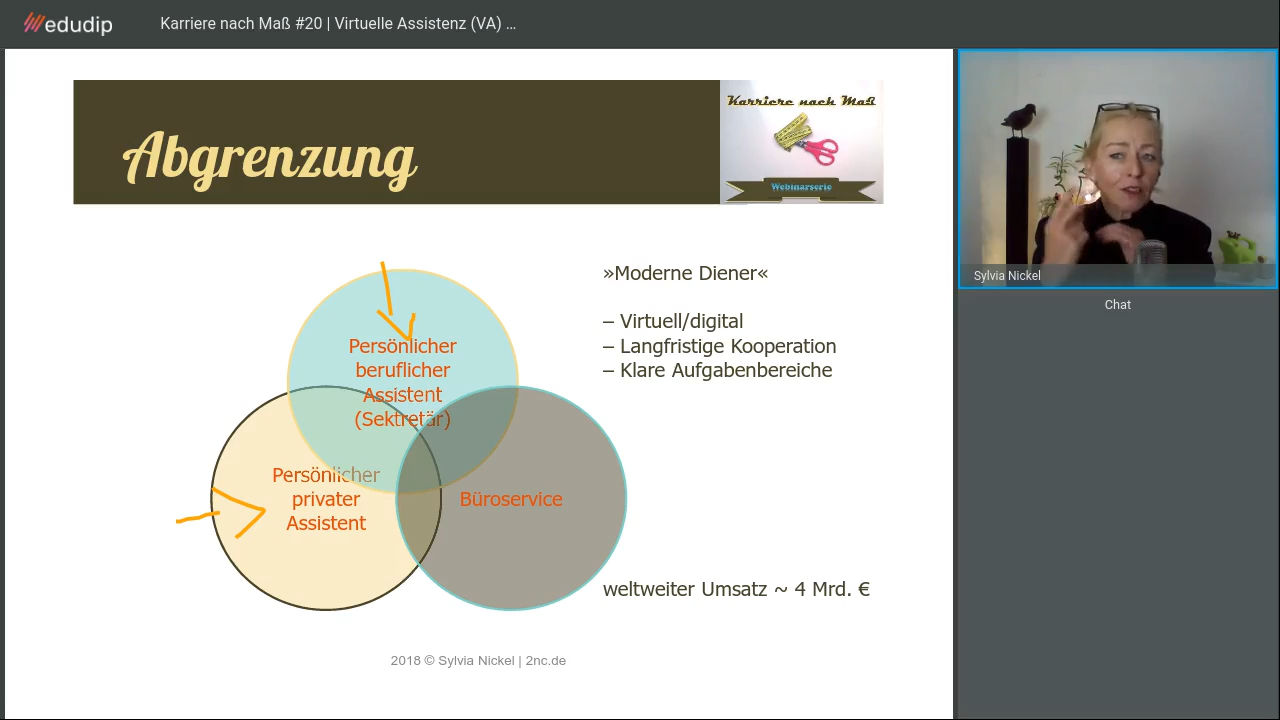 edudip
Karriere nach Maß #20 | Virtuelle Assistenz (VA) …
Abgrenzung
Karriere nach Maß
Webinarserie
»Moderne Diener«
– Virtuell/digital
– Langfristige Kooperation
– Klare Aufgabenbereiche
Persönlicher
beruflicher
Assistent
(Sektretär)
Persönlicher
privater
Assistent
Büroservice
weltweiter Umsatz ~ 4 Mrd. €
2018 © Sylvia Nickel | 2nc.de
Sylvia Nickel
Chat